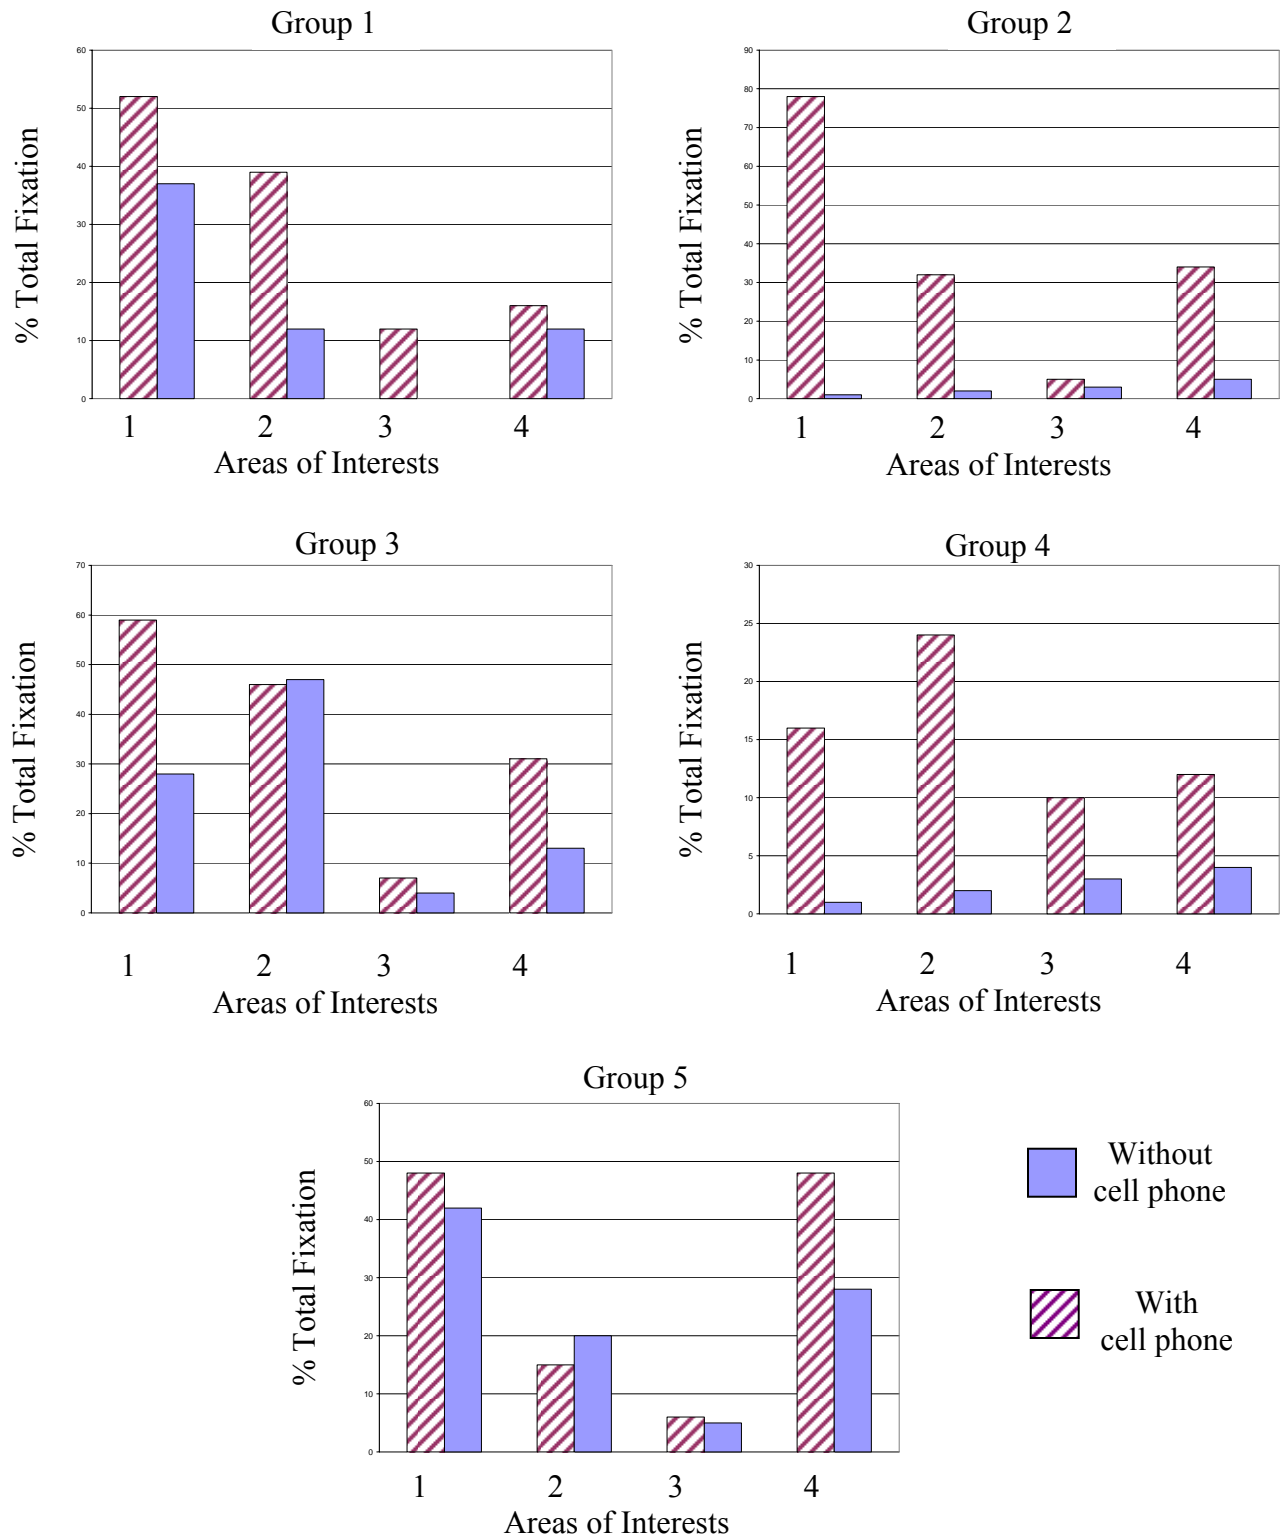 Group 1
60
50
40
30
20
10
0
% Total Fixation
1 2 3 4
Areas of Interests
Group 2
90
80
70
60
50
40
30
20
10
0
% Total Fixation
1 2 3 4
Areas of Interests
Group 3
70
60
50
40
30
20
10
0
% Total Fixation
1 2 3 4
Areas of Interests
Group 4
30
25
20
15
10
5
0
% Total Fixation
1 2 3 4
Areas of Interests
Group 5
60
50
40
30
20
10
0
% Total Fixation
1 2 3 4
Areas of Interests
Without
cell phone
With
cell phone